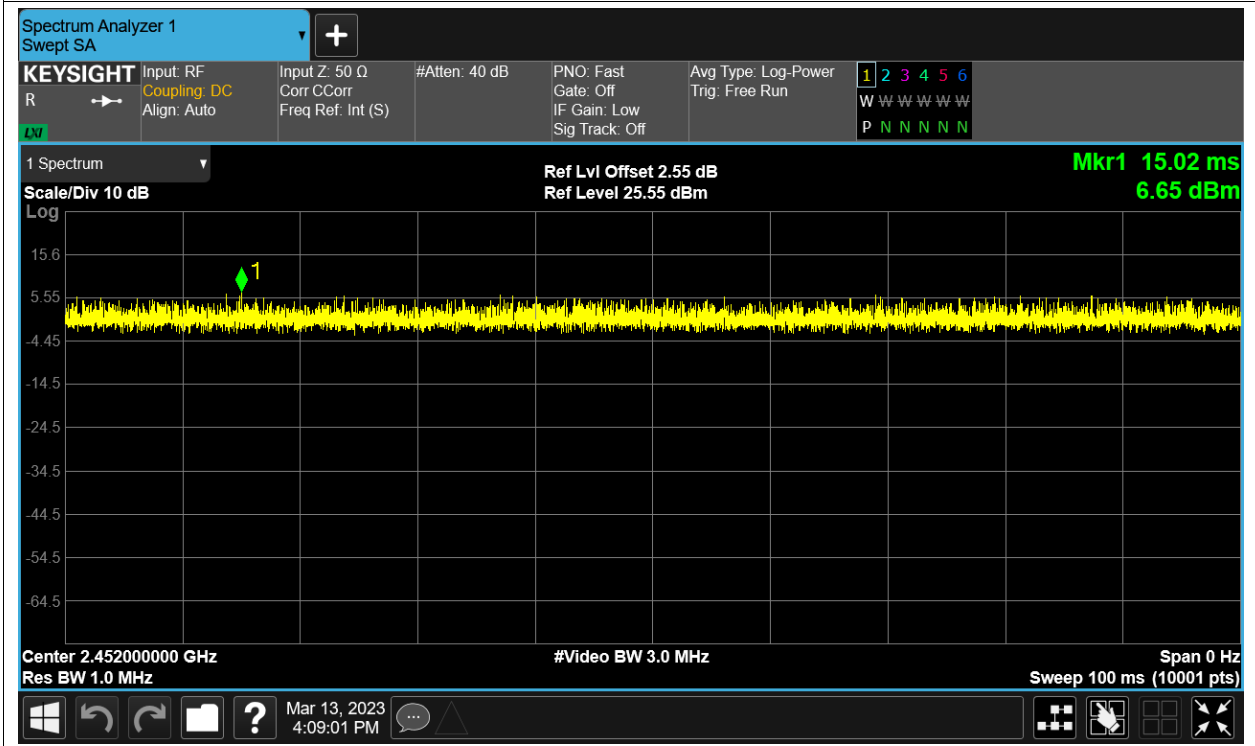 Spectrum Analyzer 1
Swept SA
▼
+
KEYSIGHT
R
LXI
Input: RF
Coupling: DC
Align: Auto
Input Z: 50 Ω
Corr CCorr
Freq Ref: Int (S)
#Atten: 40 dB
PNO: Fast
Gate: Off
IF Gain: Low
Sig Track: Off
Avg Type: Log-Power
Trig: Free Run
1 2 3 4 5 6
W W W W W W
P N N N N N
1 Spectrum ▼
Scale/Div 10 dB
Log
Ref Lvl Offset 2.55 dB
Ref Level 25.55 dBm
Mkr1 15.02 ms
6.65 dBm
15.6
1
5.55
-4.45
-14.5
-24.5
-34.5
-44.5
-54.5
-64.5
Center 2.452000000 GHz
Res BW 1.0 MHz
#Video BW 3.0 MHz
Span 0 Hz
Sweep 100 ms (10001 pts)
?
Mar 13, 2023
4:09:01 PM